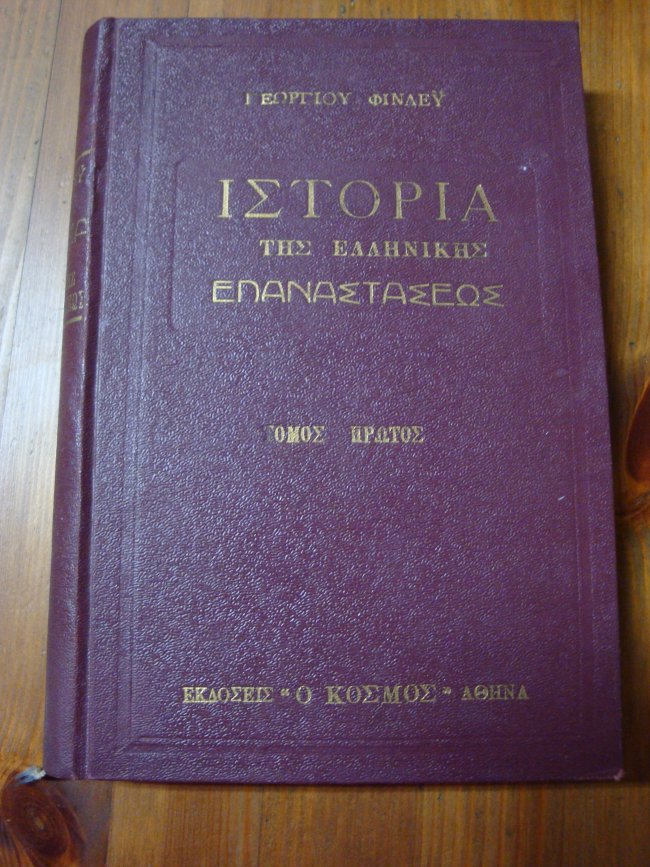 ΓΕΩΡΓΙΟΥ ΦΙΝΛΕΫ
ΙΣΤΟΡΙΑ
ΤΗΣ ΕΛΛΗΝΙΚΗΣ
ΕΠΑΝΑΣΤΑΣΕΩΣ
ΤΟΜΟΣ ΠΡΩΤΟΣ
ΕΚΔΟΣΕΙΣ “Ο ΚΟΣΜΟΣ” ΑΘΗΝΑ